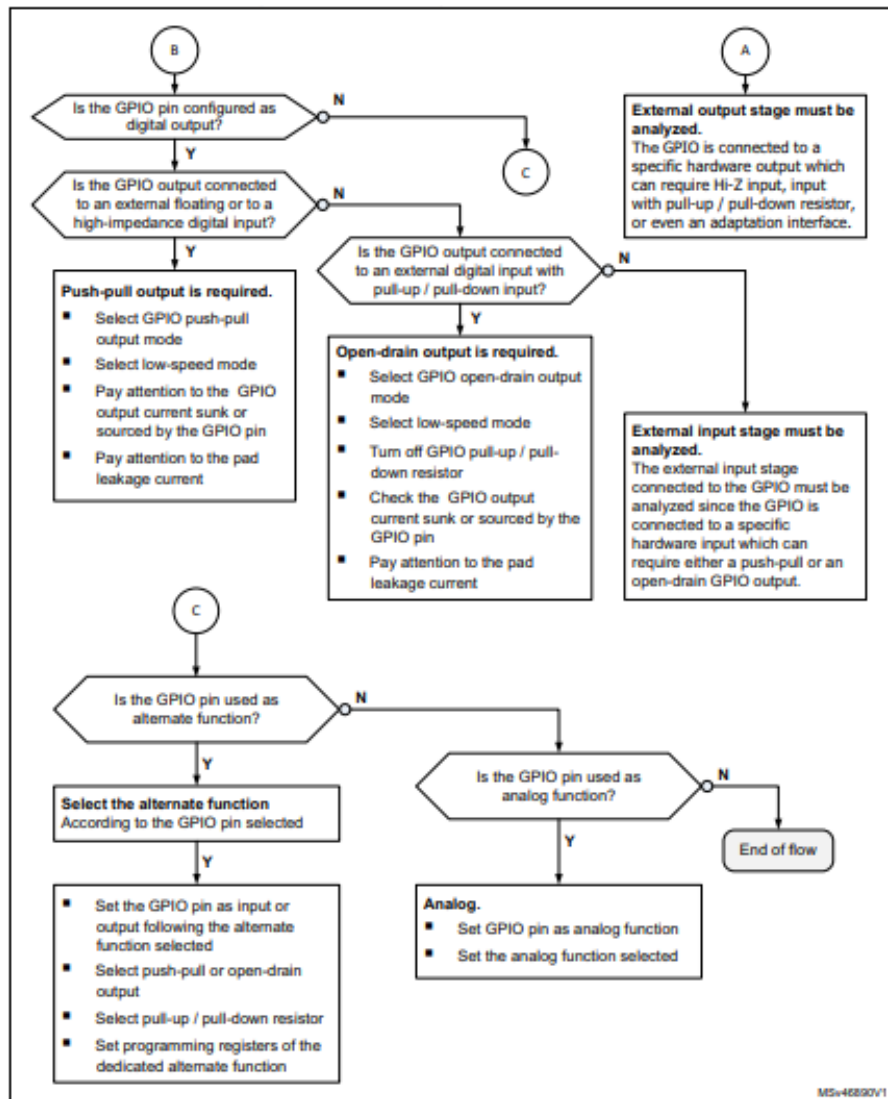 B
A
Is the GPIO pin configured as
digital output?
N
Y
C
External output stage must be
analyzed.
The GPIO is connected to a
specific hardware output which
can require Hi-Z input, input
with pull-up / pull-down resistor,
or even an adaptation interface.
Is the GPIO output connected
to an external floating or to a
high-impedance digital input?
N
Y
Is the GPIO output connected
to an external digital input with
pull-up / pull-down input?
N
Y
Push-pull output is required.
▪ Select GPIO push-pull
output mode
▪ Select low-speed mode
▪ Pay attention to the GPIO
output current sunk or
sourced by the GPIO pin
▪ Pay attention to the pad
leakage current
Open-drain output is required.
▪ Select GPIO open-drain output
mode
▪ Select low-speed mode
▪ Turn off GPIO pull-up / pull-
down resistor
▪ Check the GPIO output
current sunk or sourced by the
GPIO pin
▪ Pay attention to the pad
leakage current
External input stage must be
analyzed.
The external input stage
connected to the GPIO must be
analyzed since the GPIO is
connected to a specific
hardware input which can
require either a push-pull or an
open-drain GPIO output.
C
Is the GPIO pin used as
alternate function?
N
Y
Select the alternate function
According to the GPIO pin selected
Y
▪ Set the GPIO pin as input or
output following the alternate
function selected
▪ Select push-pull or open-drain
output
▪ Select pull-up / pull-down resistor
▪ Set programming registers of the
dedicated alternate function
Is the GPIO pin used as
analog function?
N
Y
End of flow
Analog.
▪ Set GPIO pin as analog function
▪ Set the analog function selected
MSv46890V1